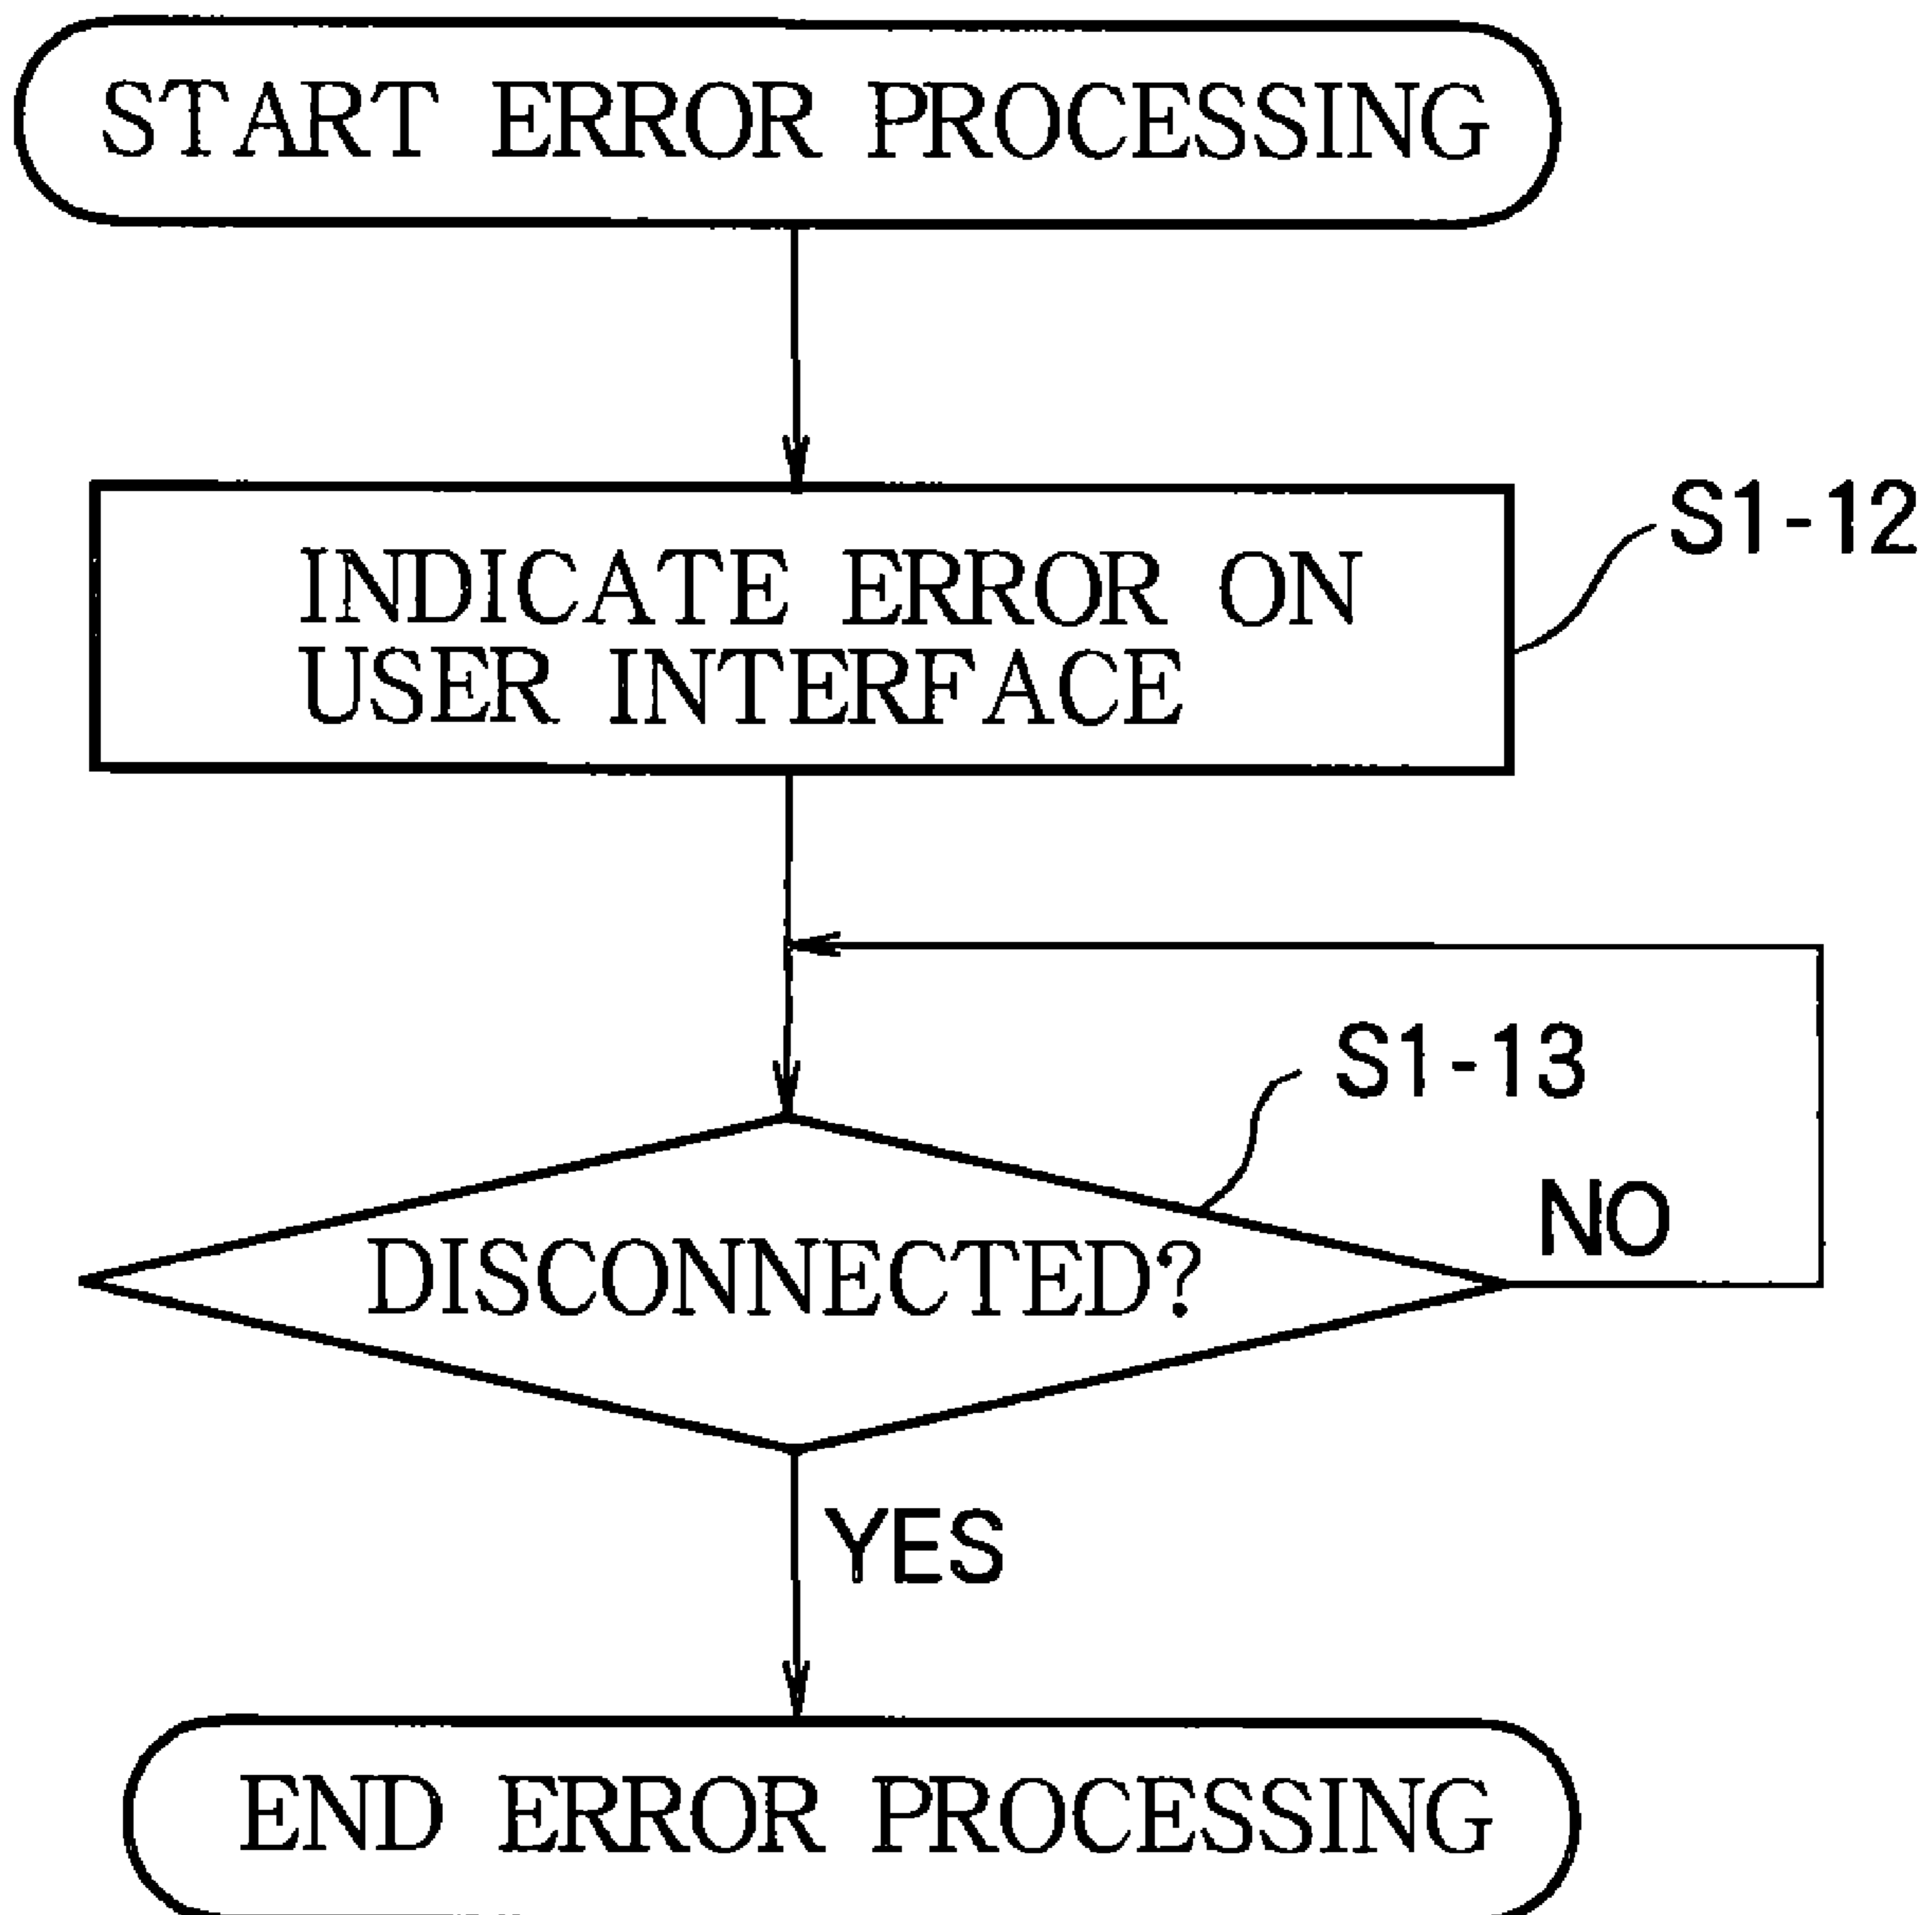 START ERROR PROCESSING
S1-12
INDICATE ERROR ON
USER INTERFACE
S1-13
NO
DISCONNECTED?
YES
END ERROR PROCESSING